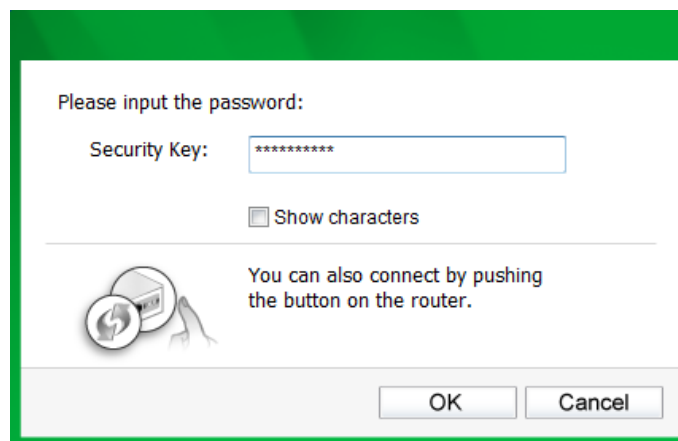 Please input the password:
Security Key: **********
Show characters
You can also connect by pushing
the button on the router.
OK Cancel